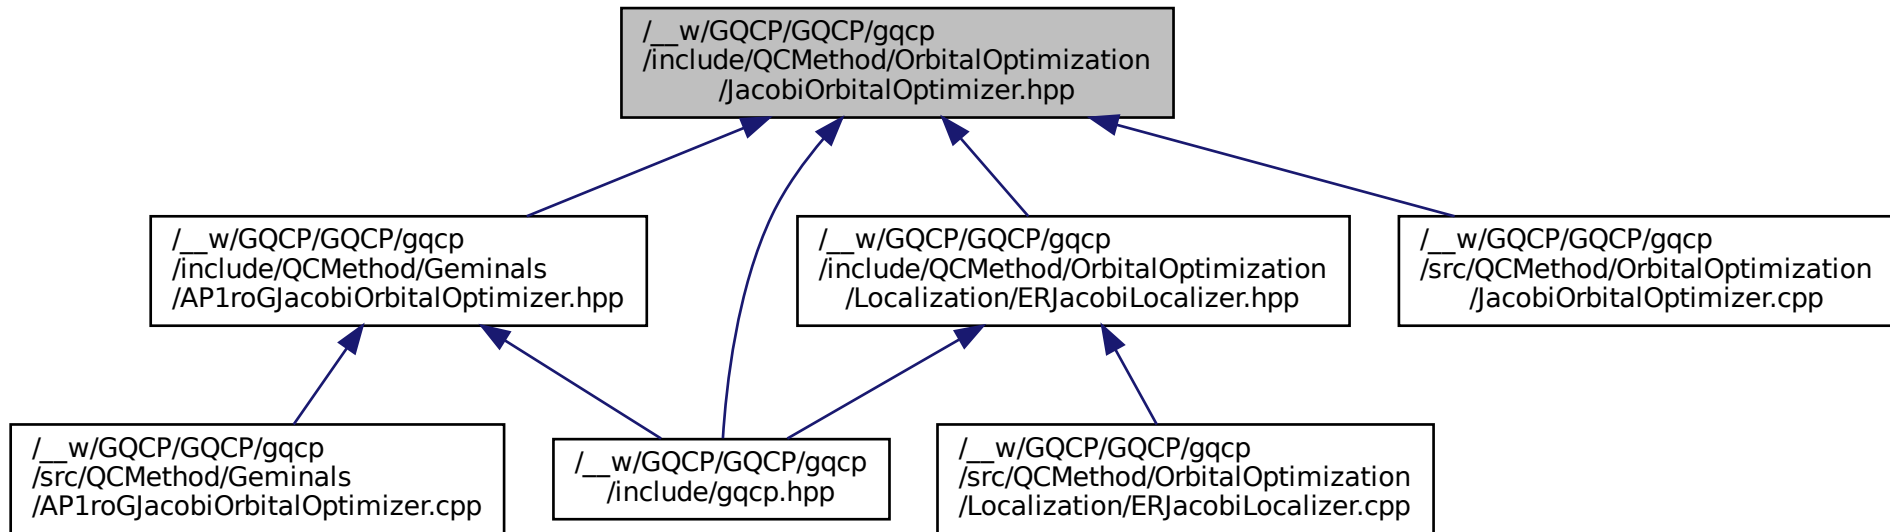 /__w/GQCP/GQCP/gqcp
/include/QCMethod/OrbitalOptimization
/JacobiOrbitalOptimizer.hpp
/__w/GQCP/GQCP/gqcp
/include/QCMethod/Geminals
/AP1roGJacobiOrbitalOptimizer.hpp
/__w/GQCP/GQCP/gqcp
/include/QCMethod/OrbitalOptimization
/Localization/ERJacobiLocalizer.hpp
/__w/GQCP/GQCP/gqcp
/src/QCMethod/OrbitalOptimization
/JacobiOrbitalOptimizer.cpp
/__w/GQCP/GQCP/gqcp
/src/QCMethod/Geminals
/AP1roGJacobiOrbitalOptimizer.cpp
/__w/GQCP/GQCP/gqcp
/include/gqcp.hpp
/__w/GQCP/GQCP/gqcp
/src/QCMethod/OrbitalOptimization
/Localization/ERJacobiLocalizer.cpp